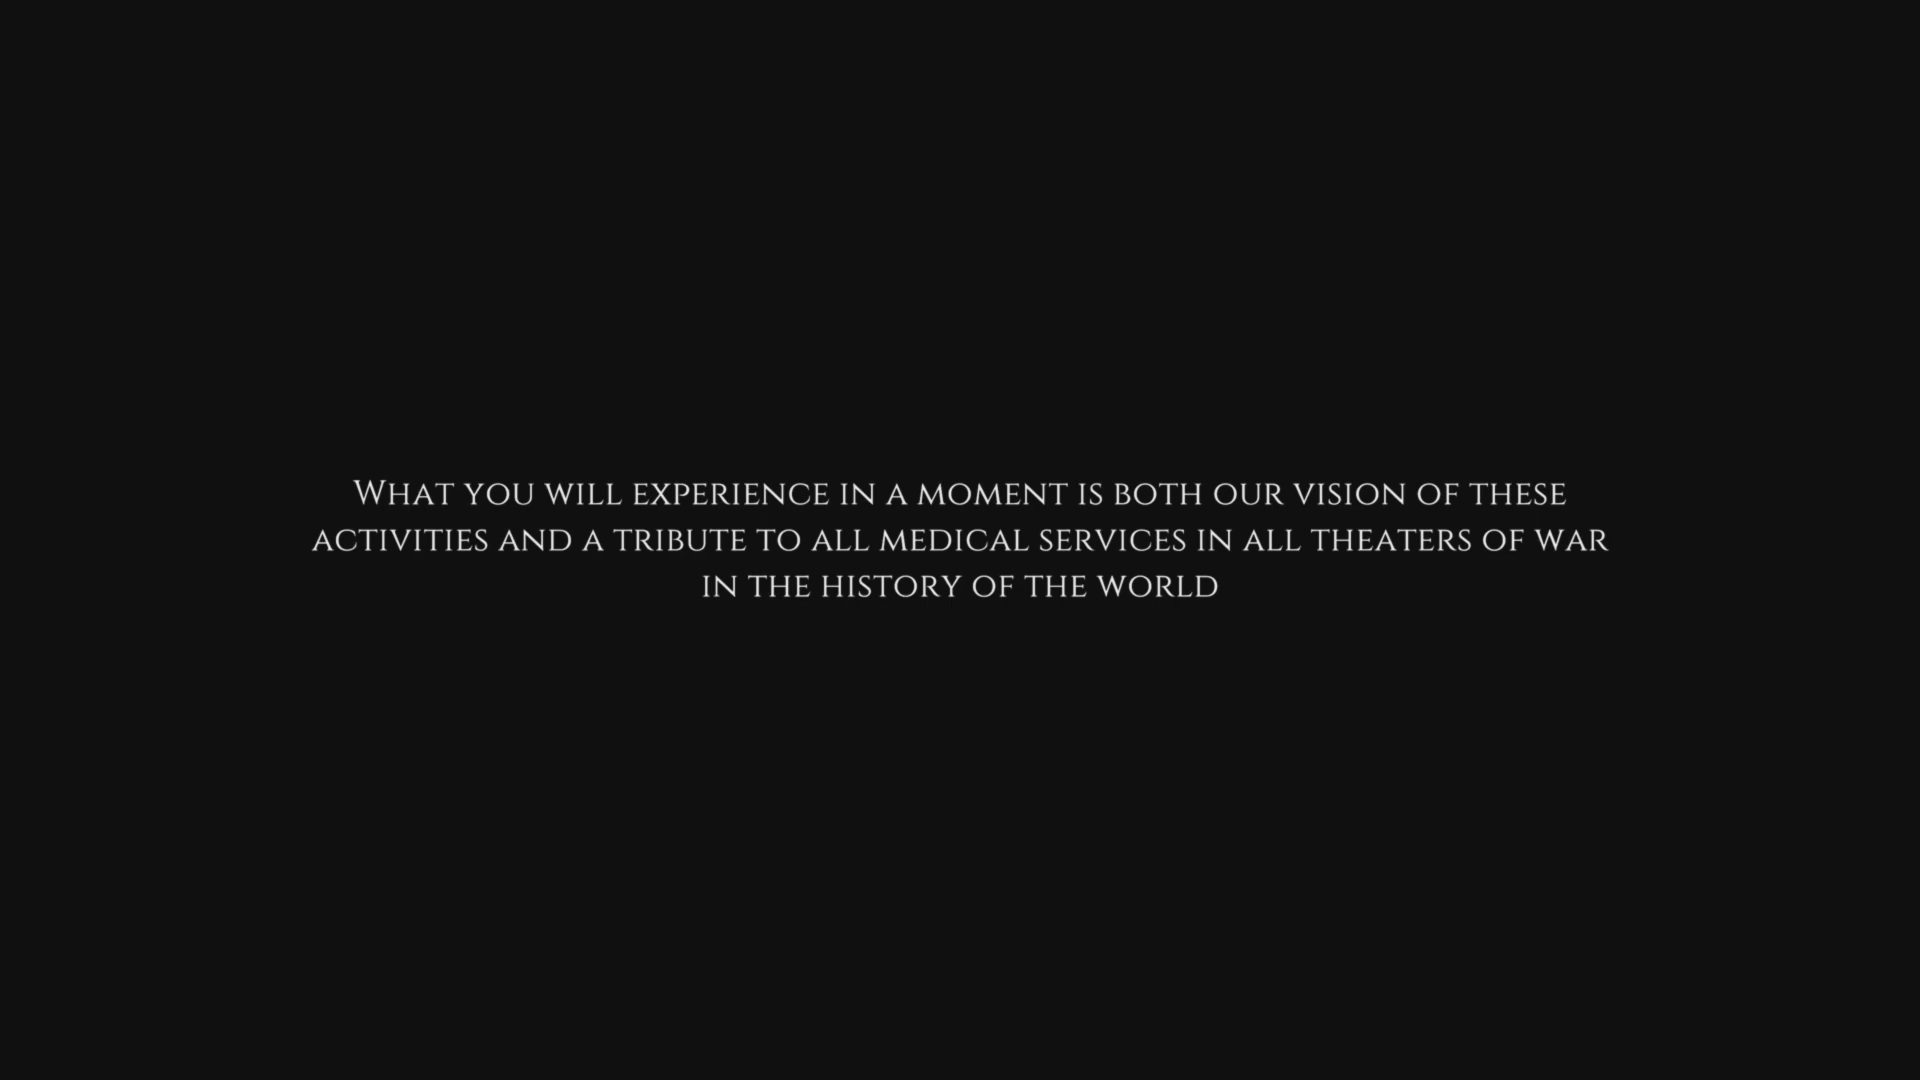 What you will experience in a moment is both our vision of these
activities and a tribute to all medical services in all theaters of war
in the history of the world